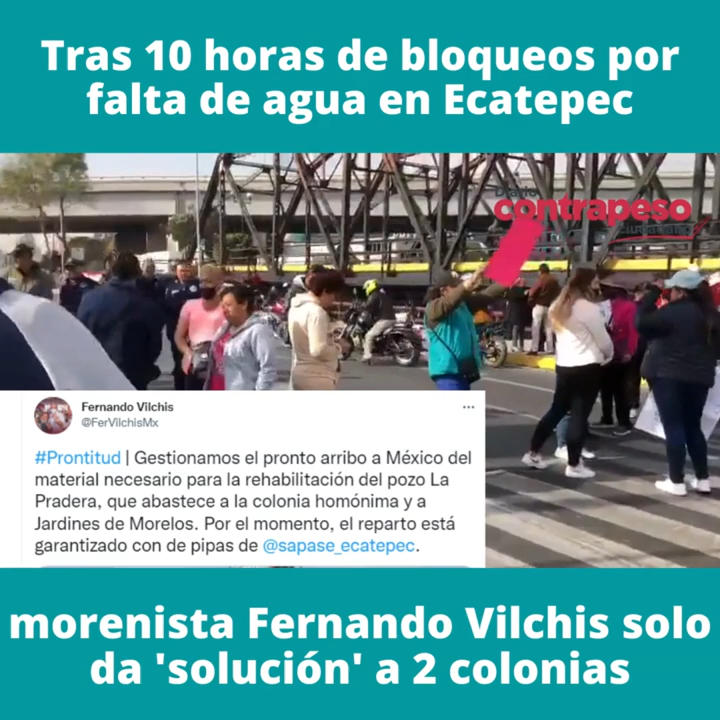 Tras 10 horas de bloqueos por
falta de agua en Ecatepec
Diario
contrapeso
ciudadano
Fernando Vilchis
@FerVilchisMx
#Prontitud | Gestionamos el pronto arribo a México del
material necesario para la rehabilitación del pozo La
Pradera, que abastece a la colonia homónima y a
Jardines de Morelos. Por el momento, el reparto está
garantizado con de pipas de @sapase_ecatepec.
morenista Fernando Vilchis solo
da 'solución' a 2 colonias